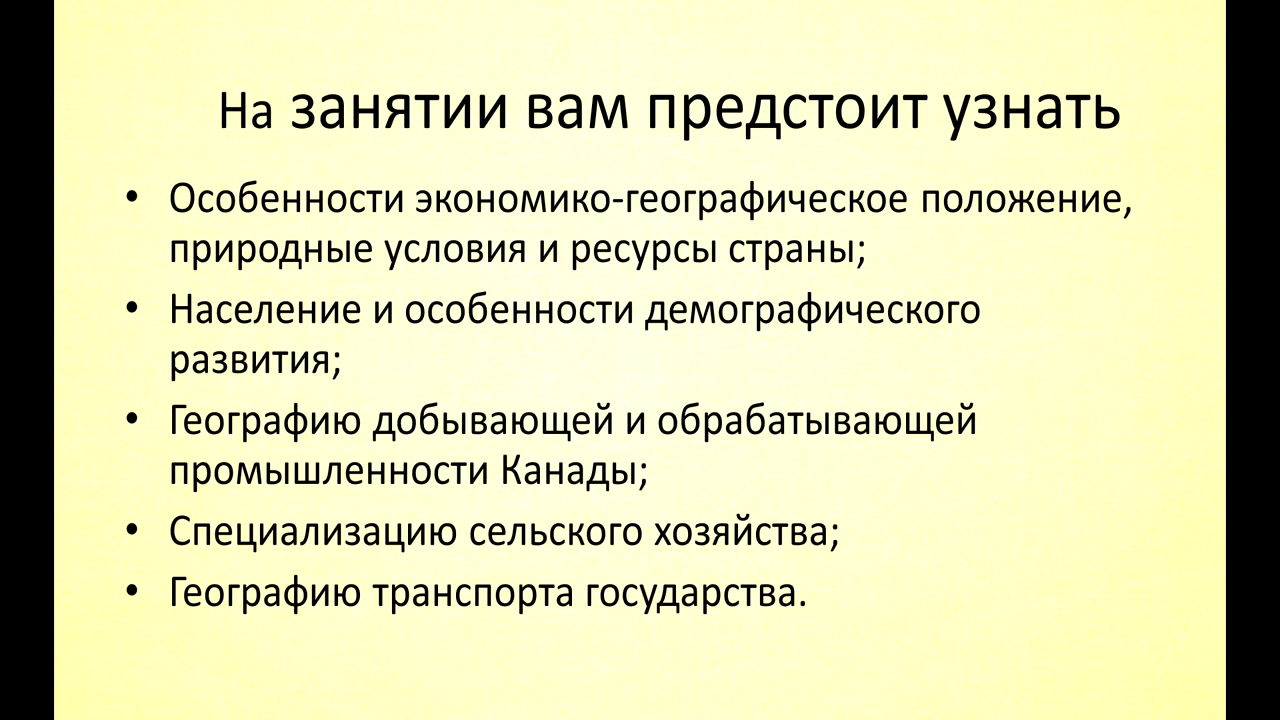 На занятии вам предстоит узнать
• Особенности экономико-географическое положение,
природные условия и ресурсы страны;
• Население и особенности демографического
развития;
• Географию добывающей и обрабатывающей
промышленности Канады;
• Специализацию сельского хозяйства;
• Географию транспорта государства.